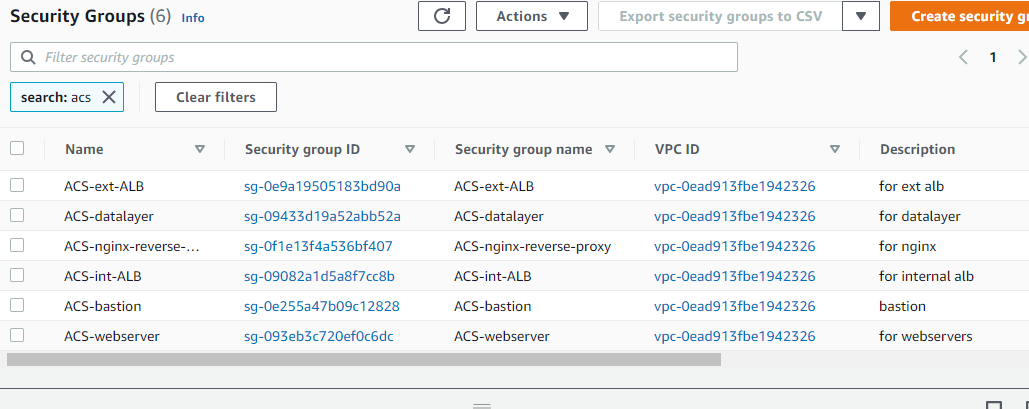 Security Groups (6) Info
Actions
Export security groups to CSV
Create security
Filter security groups
1
search: acs
Clear filters
Name Security group ID Security group name VPC ID Description
ACS-ext-ALB sg-0e9a19505183bd90a ACS-ext-ALB vpc-0ead913fbe1942326 for ext alb
ACS-datalayer sg-09433d19a52abb52a ACS-datalayer vpc-0ead913fbe1942326 for datalayer
ACS-nginx-reverse-... sg-0f1e13f4a536bf407 ACS-nginx-reverse-proxy vpc-0ead913fbe1942326 for nginx
ACS-int-ALB sg-09082a1d5a8f7cc8b ACS-int-ALB vpc-0ead913fbe1942326 for internal alb
ACS-bastion sg-0e255a47b09c12828 ACS-bastion vpc-0ead913fbe1942326 bastion
ACS-webserver sg-093eb3c720ef0c6dc ACS-webserver vpc-0ead913fbe1942326 for webservers